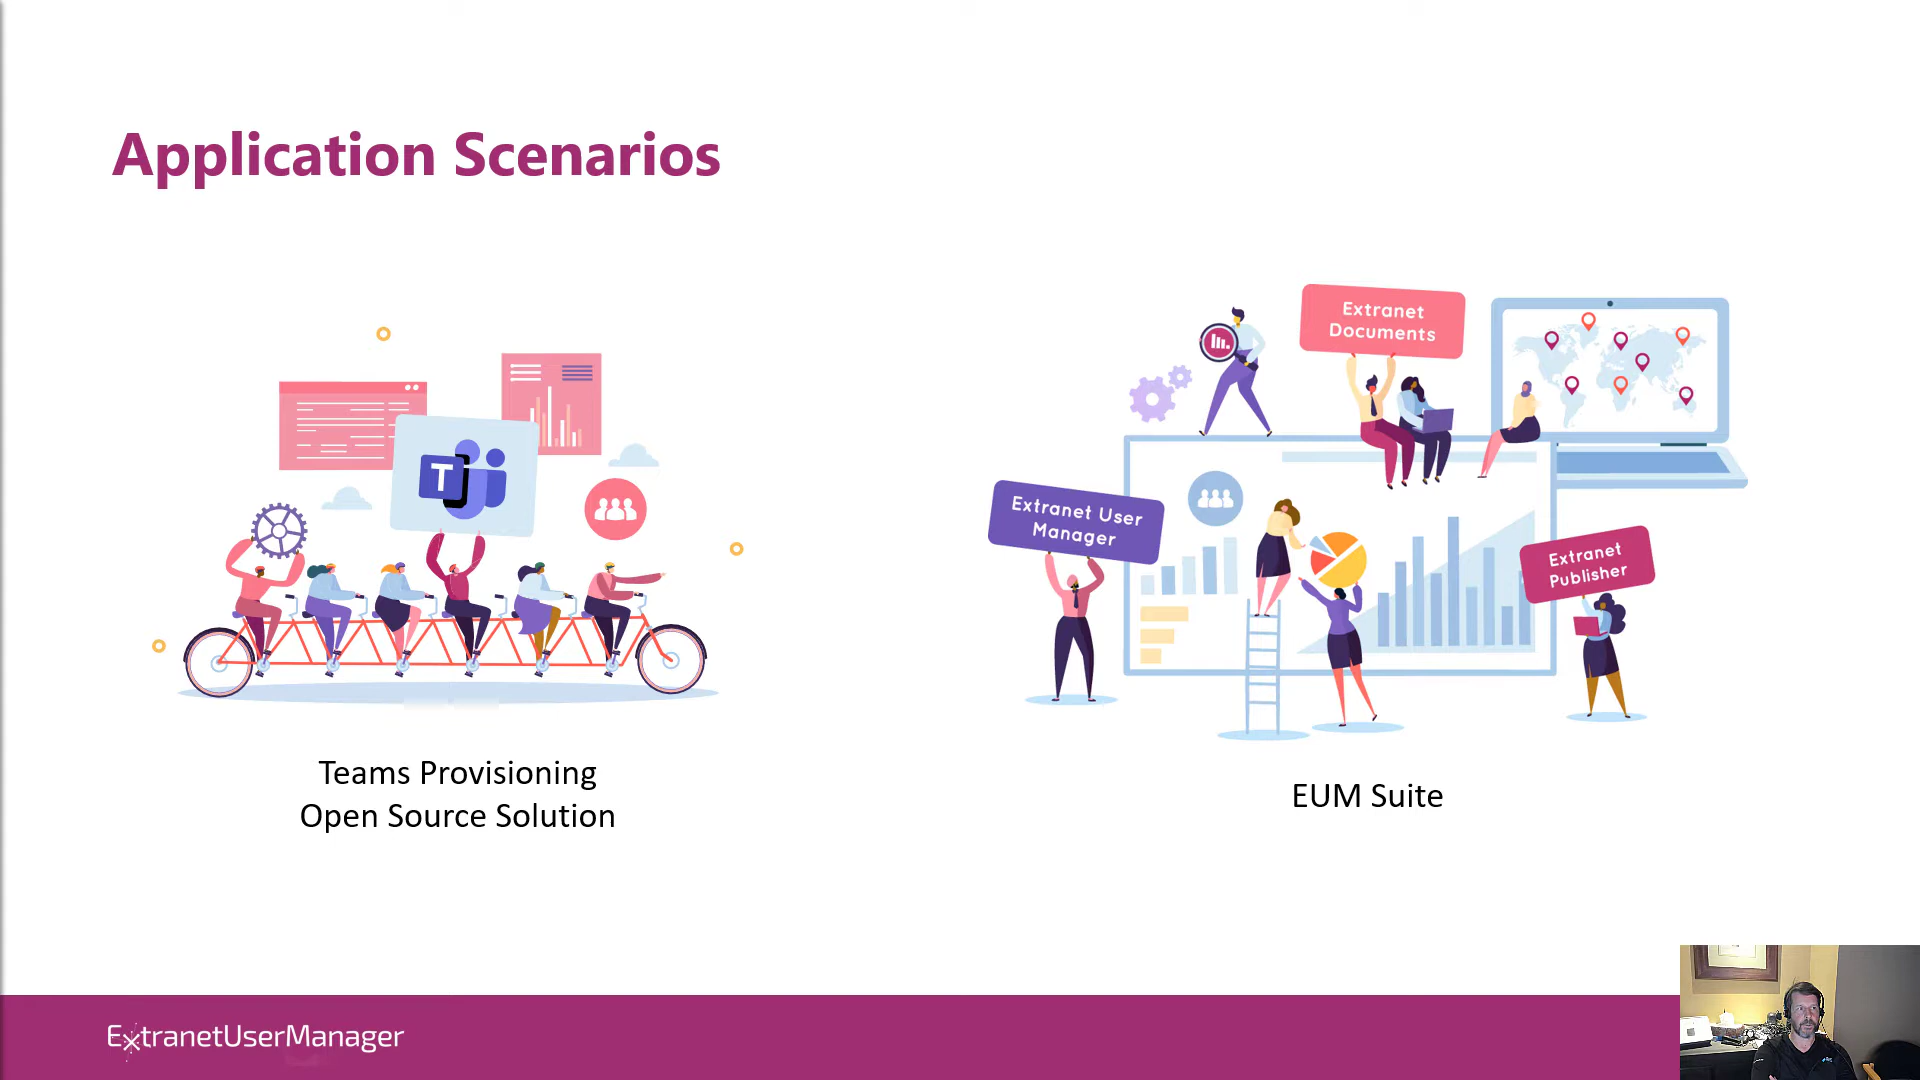 Application Scenarios
T
Teams Provisioning
Open Source Solution
Extranet
Documents
Extranet User
Manager
Extranet
Publisher
EUM Suite
ExtranetUserManager